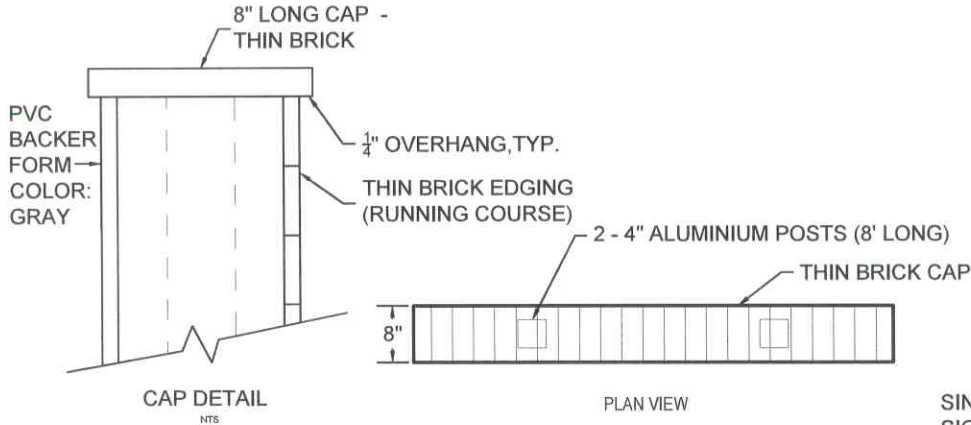 8" LONG CAP -
THIN BRICK
PVC
BACKER
FORM
COLOR:
GRAY
1/4" OVERHANG,TYP.
THIN BRICK EDGING
(RUNNING COURSE)
CAP DETAIL
NTS
2 - 4" ALUMINIUM POSTS (8' LONG)
THIN BRICK CAP
8"
PLAN VIEW
SIN